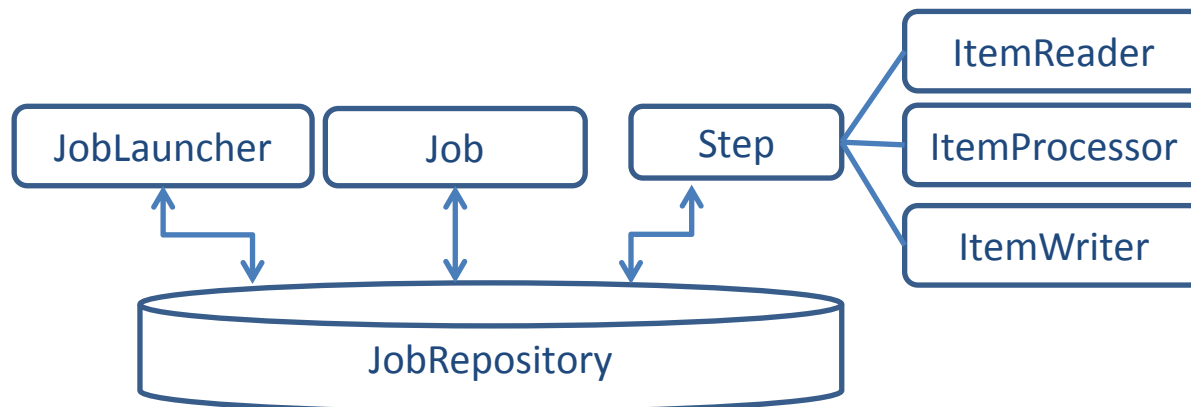 ItemReader
JobLauncher
Job
Step
ItemProcessor
ItemWriter
JobRepository